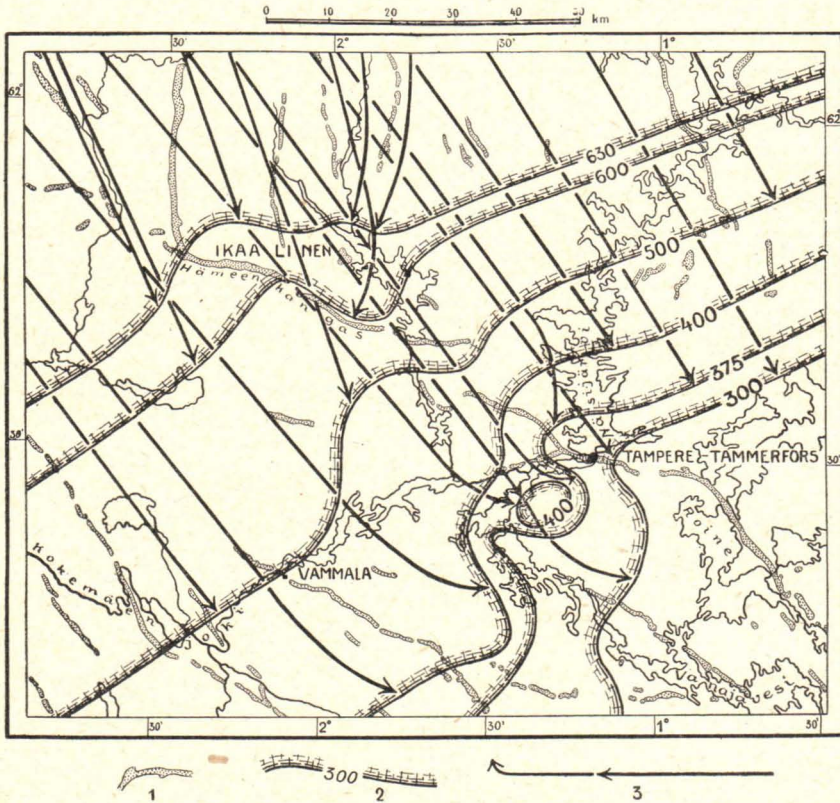 0 10 20 30 40 50 km
30' 2° 30' 1°
62°
62°
630
600
IKAALINEN
500
Hämeenkangas
400
Näsijärvi
375
300
30'
30'
TAMPERE-TAMMERFORS
400
Roine
Kokemäenjoki
VAMMALA
Vanajavesi
30' 2° 30' 1° 30'
300
1 2 3